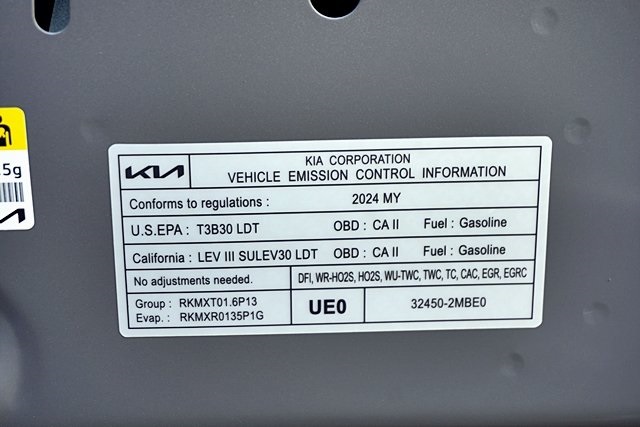 .5g
KIA
KIA CORPORATION
VEHICLE EMISSION CONTROL INFORMATION
Conforms to regulations : 2024 MY
U.S.EPA : T3B30 LDT OBD : CA II Fuel : Gasoline
California : LEV III SULEV30 LDT OBD : CA II Fuel : Gasoline
No adjustments needed. DFI, WR-HO2S, HO2S, WU-TWC, TWC, TC, CAC, EGR, EGRC
Group : RKMXT01.6P13
Evap. : RKMXR0135P1G
UE0
32450-2MBE0